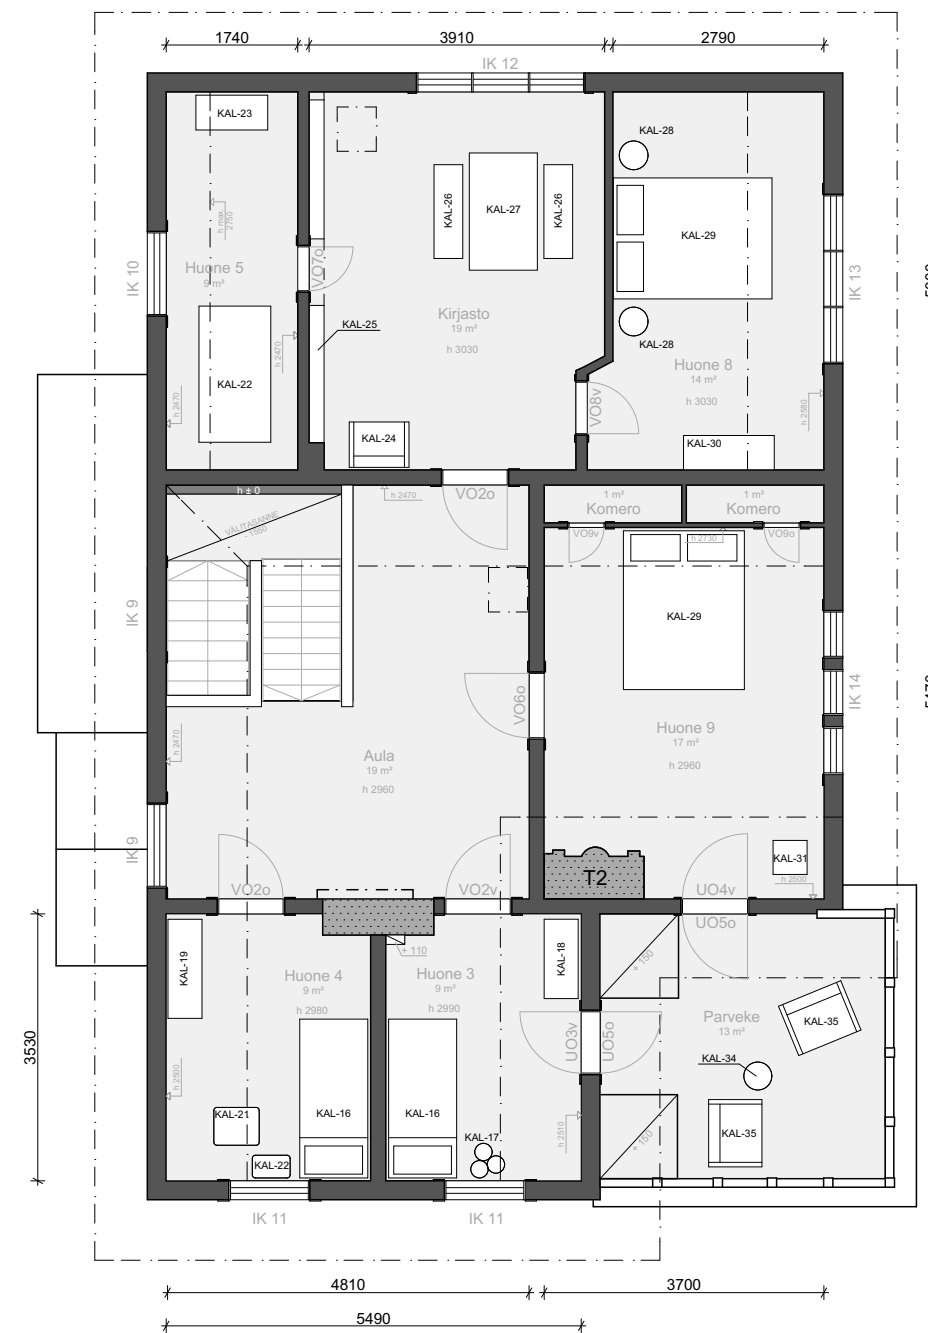 1740
3910
2790
IK 12
KAL-23
KAL-28
KAL-26
KAL-27
KAL-26
KAL-29
h max.
2760
IK 10
Huone 5
9 m²
VO7o
IK 13
Kirjasto
19 m²
h 3030
KAL-25
KAL-28
h 2470
Huone 8
14 m²
h 3030
KAL-22
h 2470
VO8v
h 2580
KAL-24
KAL-30
h ± 0
h 2470
VO2o
1 m²
Komero
1 m²
Komero
VÄLITASANNE
- 1550
VO9v
h 2730
VO9o
IK 9
KAL-29
VO6o
IK 14
h 2470
Aula
19 m²
h 2960
Huone 9
17 m²
h 2960
IK 9
KAL-31
T2
h 2500
VO2o
VO2v
UO4v
UO5o
KAL-19
+ 110
KAL-18
+ 150
Huone 4
9 m²
h 2980
Huone 3
9 m²
h 2990
Parveke
13 m²
KAL-35
UO3v
UO5o
KAL-34
3530
h 2500
KAL-21
KAL-16
KAL-16
KAL-17
h 2510
+ 150
KAL-35
KAL-22
IK 11
IK 11
4810
3700
5490